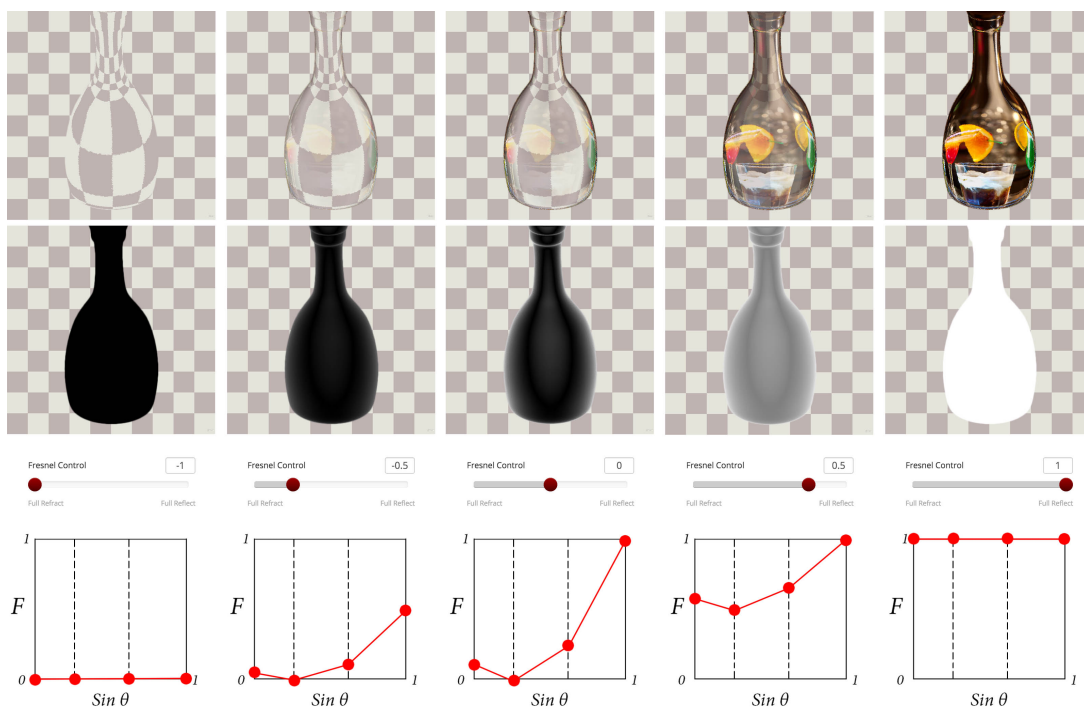 Fresnel Control -1
Full Refract Full Reflect
Fresnel Control -0.5
Full Refract Full Reflect
Fresnel Control 0
Full Refract Full Reflect
Fresnel Control 0.5
Full Refract Full Reflect
Fresnel Control 1
Full Refract Full Reflect
1
F
0 1
Sin θ
1
F
0 1
Sin θ
1
F
0 1
Sin θ
1
F
0 1
Sin θ
1
F
0 1
Sin θ